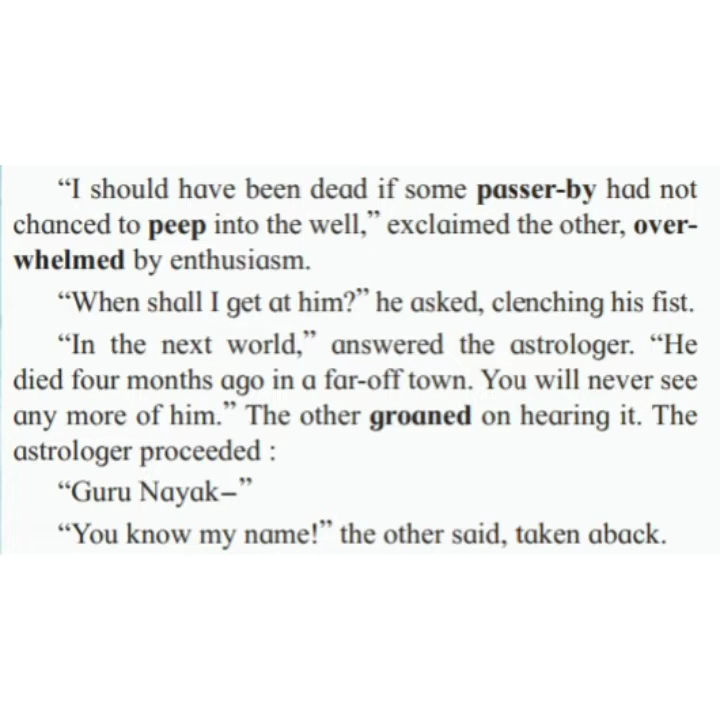 “I should have been dead if some passer-by had not
chanced to peep into the well,” exclaimed the other, over-
whelmed by enthusiasm.
“When shall I get at him?” he asked, clenching his fist.
“In the next world,” answered the astrologer. “He
died four months ago in a far-off town. You will never see
any more of him.” The other groaned on hearing it. The
astrologer proceeded :
“Guru Nayak–”
“You know my name!” the other said, taken aback.